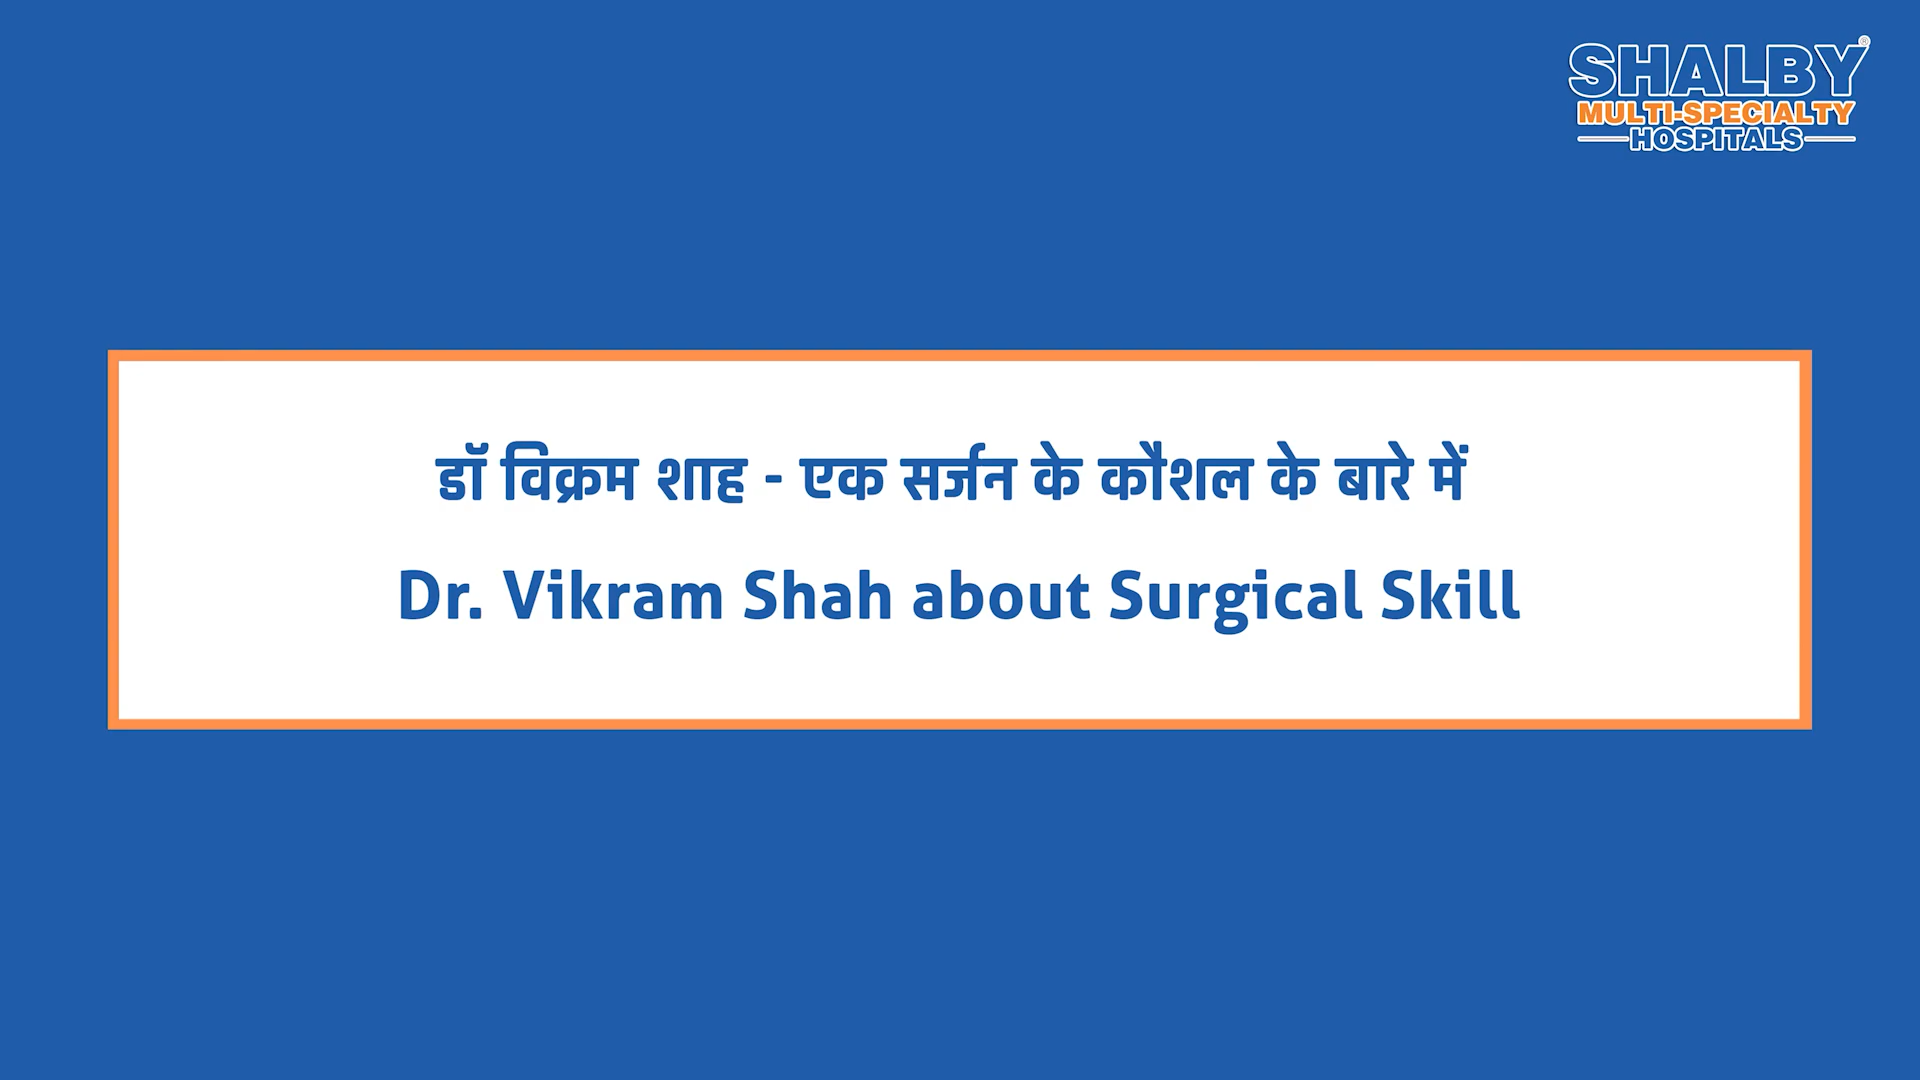 SHALBY®
MULTI-SPECIALTY
HOSPITALS
डॉ विक्रम शाह - एक सर्जन के कौशल के बारे में
Dr. Vikram Shah about Surgical Skill